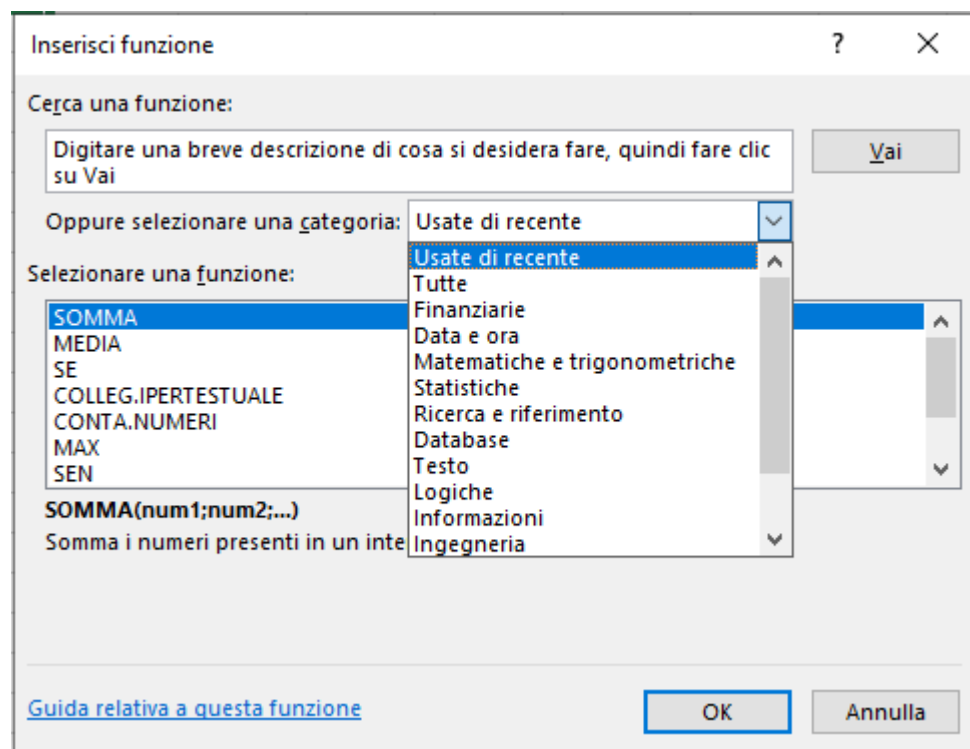 Inserisci funzione
?
Cerca una funzione:
Digitare una breve descrizione di cosa si desidera fare, quindi fare clic
su Vai
Vai
Oppure selezionare una categoria:
Usate di recente
Usate di recente
Tutte
Finanziarie
Data e ora
Matematiche e trigonometriche
Statistiche
Ricerca e riferimento
Database
Testo
Logiche
Informazioni
Ingegneria
Selezionare una funzione:
SOMMA
MEDIA
SE
COLLEG.IPERTESTUALE
CONTA.NUMERI
MAX
SEN
SOMMA(num1;num2;...)
Somma i numeri presenti in un inte
Guida relativa a questa funzione
OK
Annulla